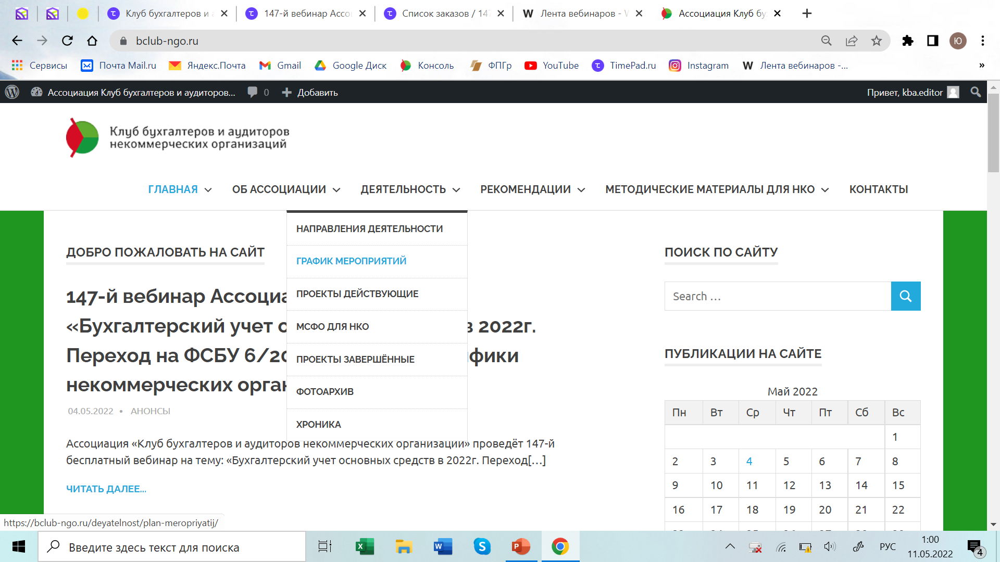 Клуб бухгалтеров и
147-й вебинар Ассо
Список заказов / 147
Лента вебинаров - W
Ассоциация Клуб бу
bclub-ngo.ru
Ю
Сервисы
Почта Mail.ru
Яндекс.Почта
Gmail
Google Диск
Консоль
ФПГр
YouTube
TimePad.ru
Instagram
Лента вебинаров -...
»
Ассоциация Клуб бухгалтеров и аудиторов...
0
Добавить
Привет, kba.editor
Клуб бухгалтеров и аудиторов
некоммерческих организаций
ГЛАВНАЯ
ОБ АССОЦИАЦИИ
ДЕЯТЕЛЬНОСТЬ
РЕКОМЕНДАЦИИ
МЕТОДИЧЕСКИЕ МАТЕРИАЛЫ ДЛЯ НКО
КОНТАКТЫ
НАПРАВЛЕНИЯ ДЕЯТЕЛЬНОСТИ
ГРАФИК МЕРОПРИЯТИЙ
ПРОЕКТЫ ДЕЙСТВУЮЩИЕ
МСФО ДЛЯ НКО
ПРОЕКТЫ ЗАВЕРШЁННЫЕ
ФОТОАРХИВ
ХРОНИКА
ДОБРО ПОЖАЛОВАТЬ НА САЙТ
147-й вебинар Ассоциа
«Бухгалтерский учет о в 2022г.
Переход на ФСБУ 6/20 фики
некоммерческих орган
04.05.2022 • АНОНСЫ
Ассоциация «Клуб бухгалтеров и аудиторов некоммерческих организации» проведёт 147-й
бесплатный вебинар на тему: «Бухгалтерский учет основных средств в 2022г. Переход[…]
ЧИТАТЬ ДАЛЕЕ...
ПОИСК ПО САЙТУ
Search …
ПУБЛИКАЦИИ НА САЙТЕ
Май 2022
Пн Вт Ср Чт Пт Сб Вс
1
2 3 4 5 6 7 8
9 10 11 12 13 14 15
16 17 18 19 20 21 22
https://bclub-ngo.ru/deyatelnost/plan-meropriyatij/
Введите здесь текст для поиска
РУС
1:00
11.05.2022
4